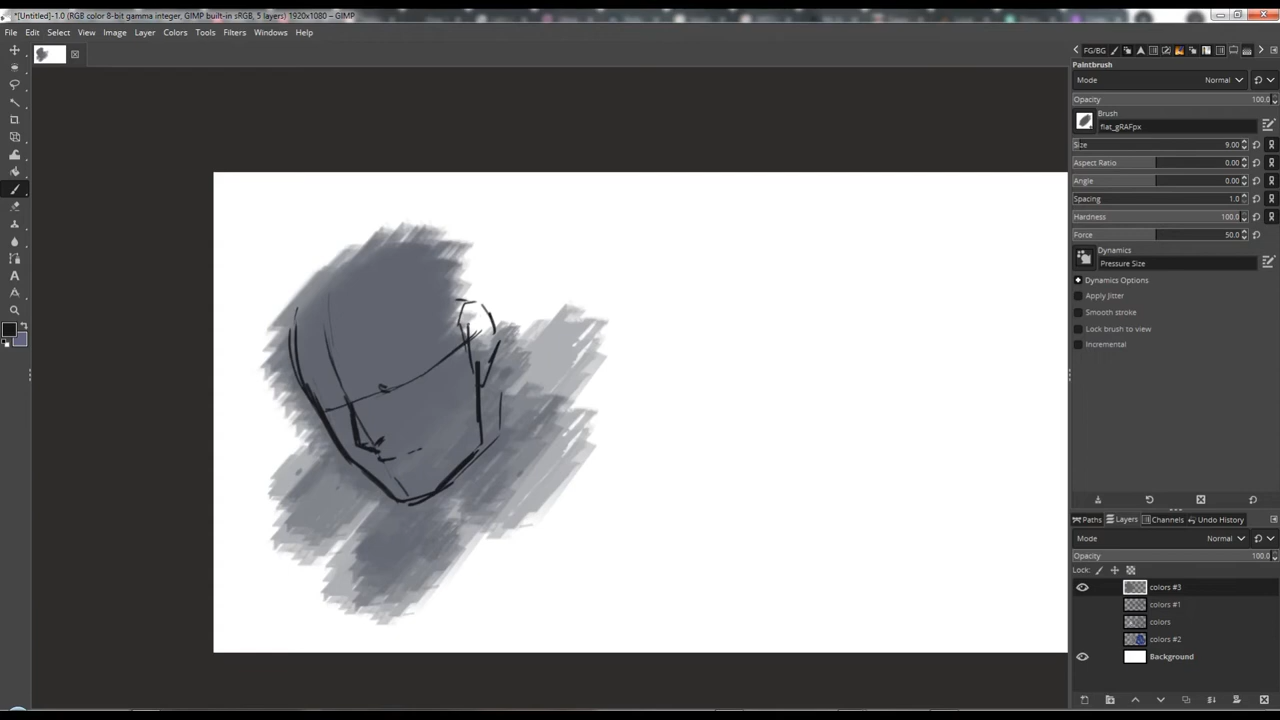 *[Untitled]-1.0 (RGB color 8-bit gamma integer, GIMP built-in sRGB, 5 layers) 1920x1080 – GIMP
File Edit Select View Image Layer Colors Tools Filters Windows Help
FG/BG
Paintbrush
Mode Normal
Opacity 100.0
Brush
flat_gRAFpx
Size 9.00
Aspect Ratio 0.00
Angle 0.00
Spacing 1.0
Hardness 100.0
Force 50.0
Dynamics
Pressure Size
Dynamics Options
Apply Jitter
Smooth stroke
Lock brush to view
Incremental
Paths Layers Channels Undo History
Mode Normal
Opacity 100.0
Lock:
colors #3
colors #1
colors
colors #2
Background